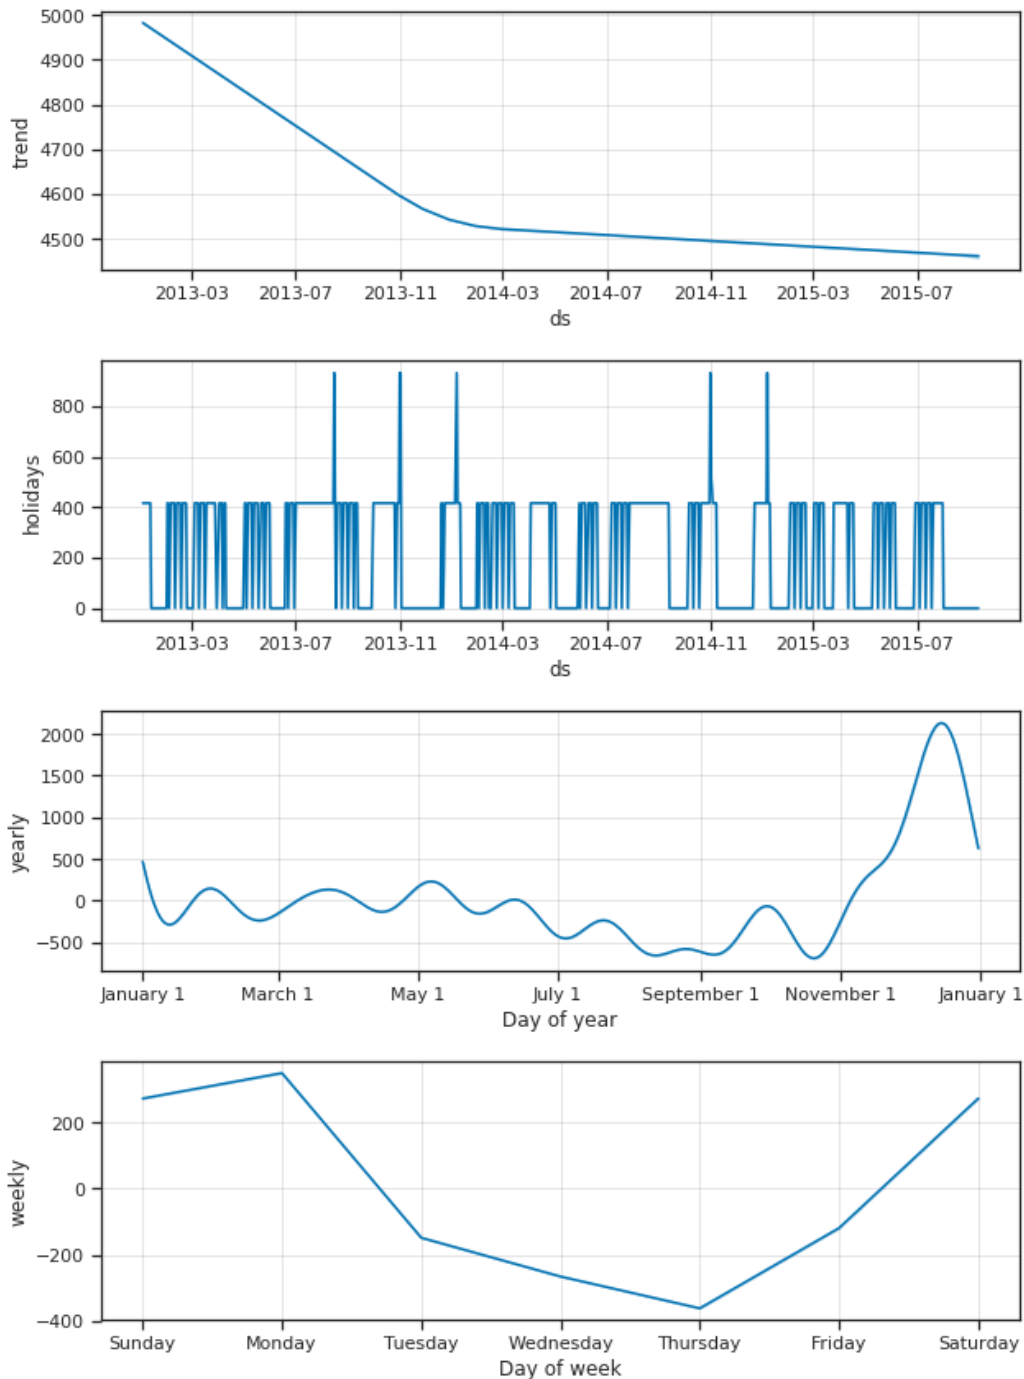 5000
4900
4800
4700
4600
4500
trend
2013-03 2013-07 2013-11 2014-03 2014-07 2014-11 2015-03 2015-07
ds
800
600
400
200
0
holidays
2013-03 2013-07 2013-11 2014-03 2014-07 2014-11 2015-03 2015-07
ds
2000
1500
1000
500
0
−500
yearly
January 1 March 1 May 1 July 1 September 1 November 1 January 1
Day of year
200
0
−200
−400
weekly
Sunday Monday Tuesday Wednesday Thursday Friday Saturday
Day of week